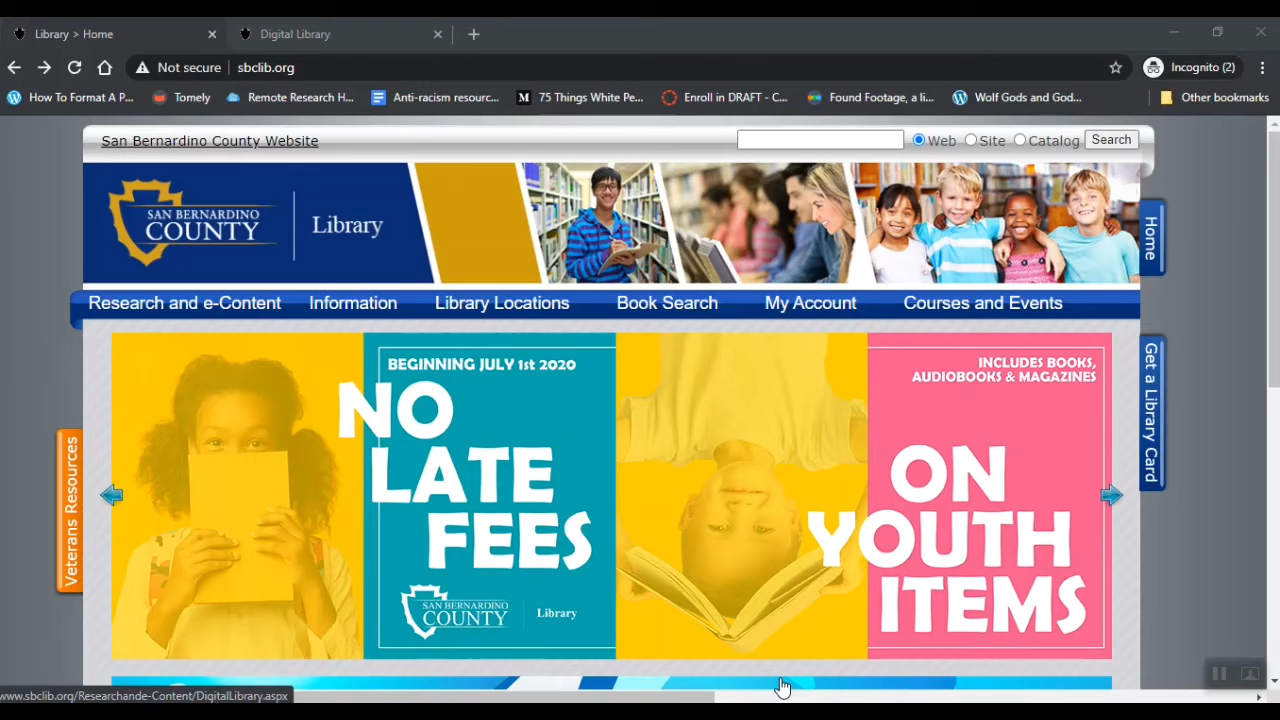 Library > Home
Digital Library
Not secure
sbclib.org
Incognito (2)
How To Format A P...
Tomely
Remote Research H...
Anti-racism resourc...
M
75 Things White Pe...
Enroll in DRAFT - C...
Found Footage, a li...
Wolf Gods and God...
Other bookmarks
San Bernardino County Website
Web
Site
Catalog
Search
SAN BERNARDINO
COUNTY
Library
Home
Research and e-Content
Information
Library Locations
Book Search
My Account
Courses and Events
Get a Library Card
Veterans Resources
BEGINNING JULY 1st 2020
NO
LATE
FEES
SAN BERNARDINO
COUNTY
Library
INCLUDES BOOKS,
AUDIOBOOKS & MAGAZINES
ON
YOUTH
ITEMS
www.sbclib.org/Researchande-Content/DigitalLibrary.aspx